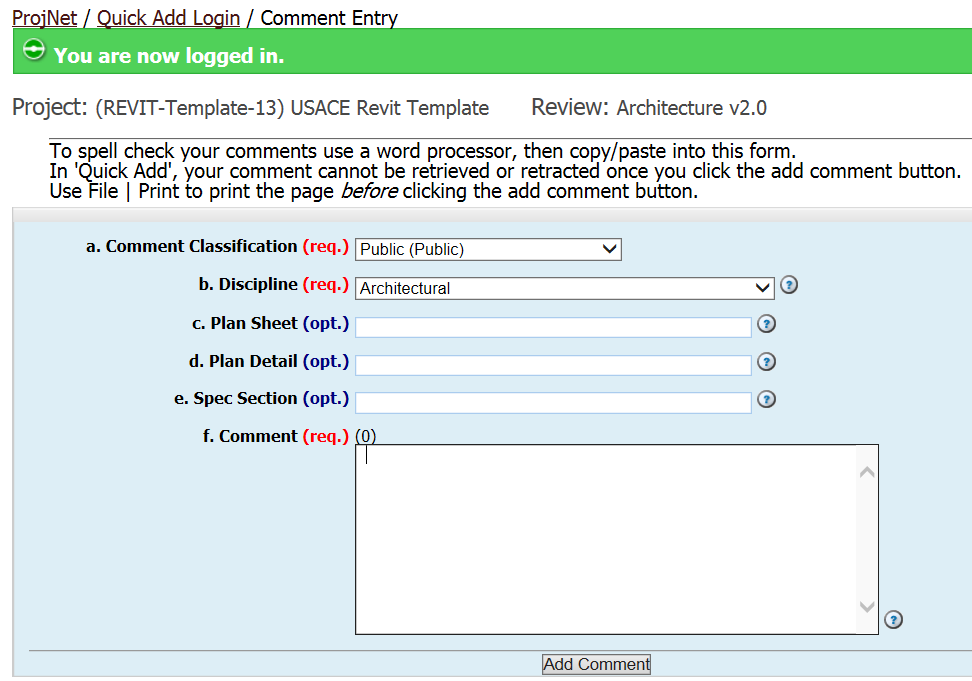 ProjNet / Quick Add Login / Comment Entry
You are now logged in.
Project: (REVIT-Template-13) USACE Revit Template Review: Architecture v2.0
To spell check your comments use a word processor, then copy/paste into this form.
In 'Quick Add', your comment cannot be retrieved or retracted once you click the add comment button.
Use File | Print to print the page before clicking the add comment button.
a. Comment Classification (req.) Public (Public)
b. Discipline (req.) Architectural ?
c. Plan Sheet (opt.) ?
d. Plan Detail (opt.) ?
e. Spec Section (opt.) ?
f. Comment (req.) (0)
?
Add Comment